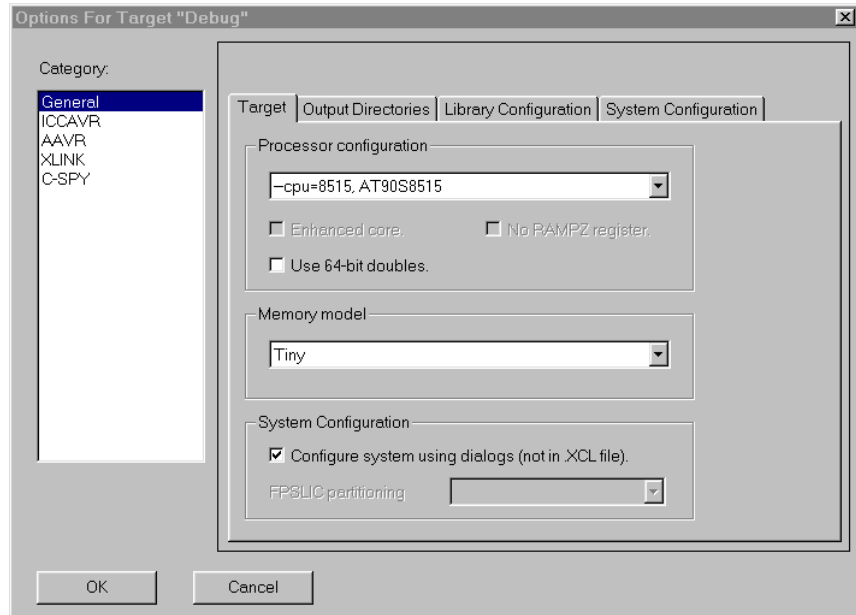 Options For Target "Debug"
Category:
General
ICCAVR
AAVR
XLINK
C-SPY
Target Output Directories Library Configuration System Configuration
Processor configuration
--cpu=8515, AT90S8515
Enhanced core. No RAMPZ register.
Use 64-bit doubles.
Memory model
Tiny
System Configuration
Configure system using dialogs (not in .XCL file).
FPSLIC partitioning
OK Cancel